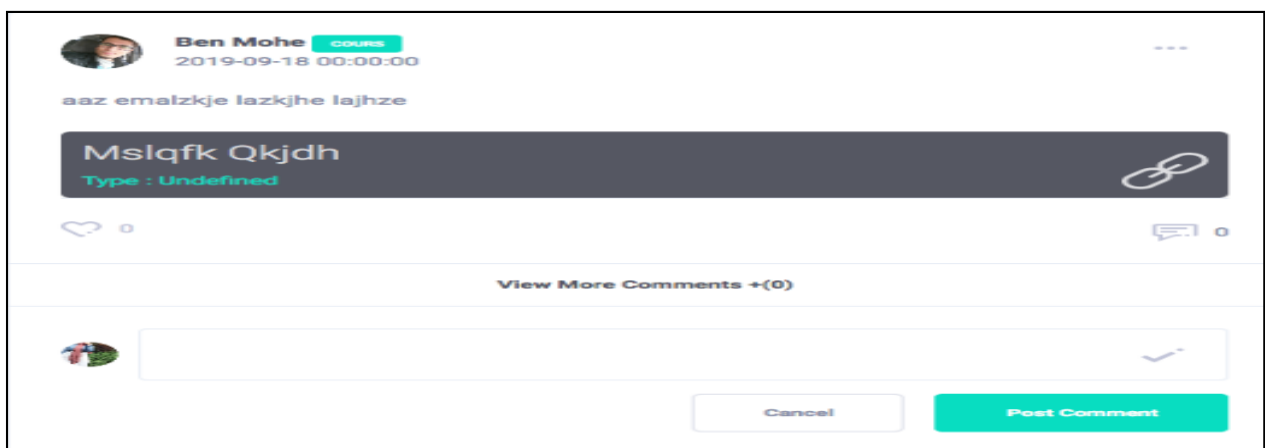 Ben Mohe COURS
2019-09-18 00:00:00
aaz emalzkje lazkjhe lajhze
Mslqfk Qkjdh
Type : Undefined
0 0
View More Comments +(0)
Cancel Post Comment